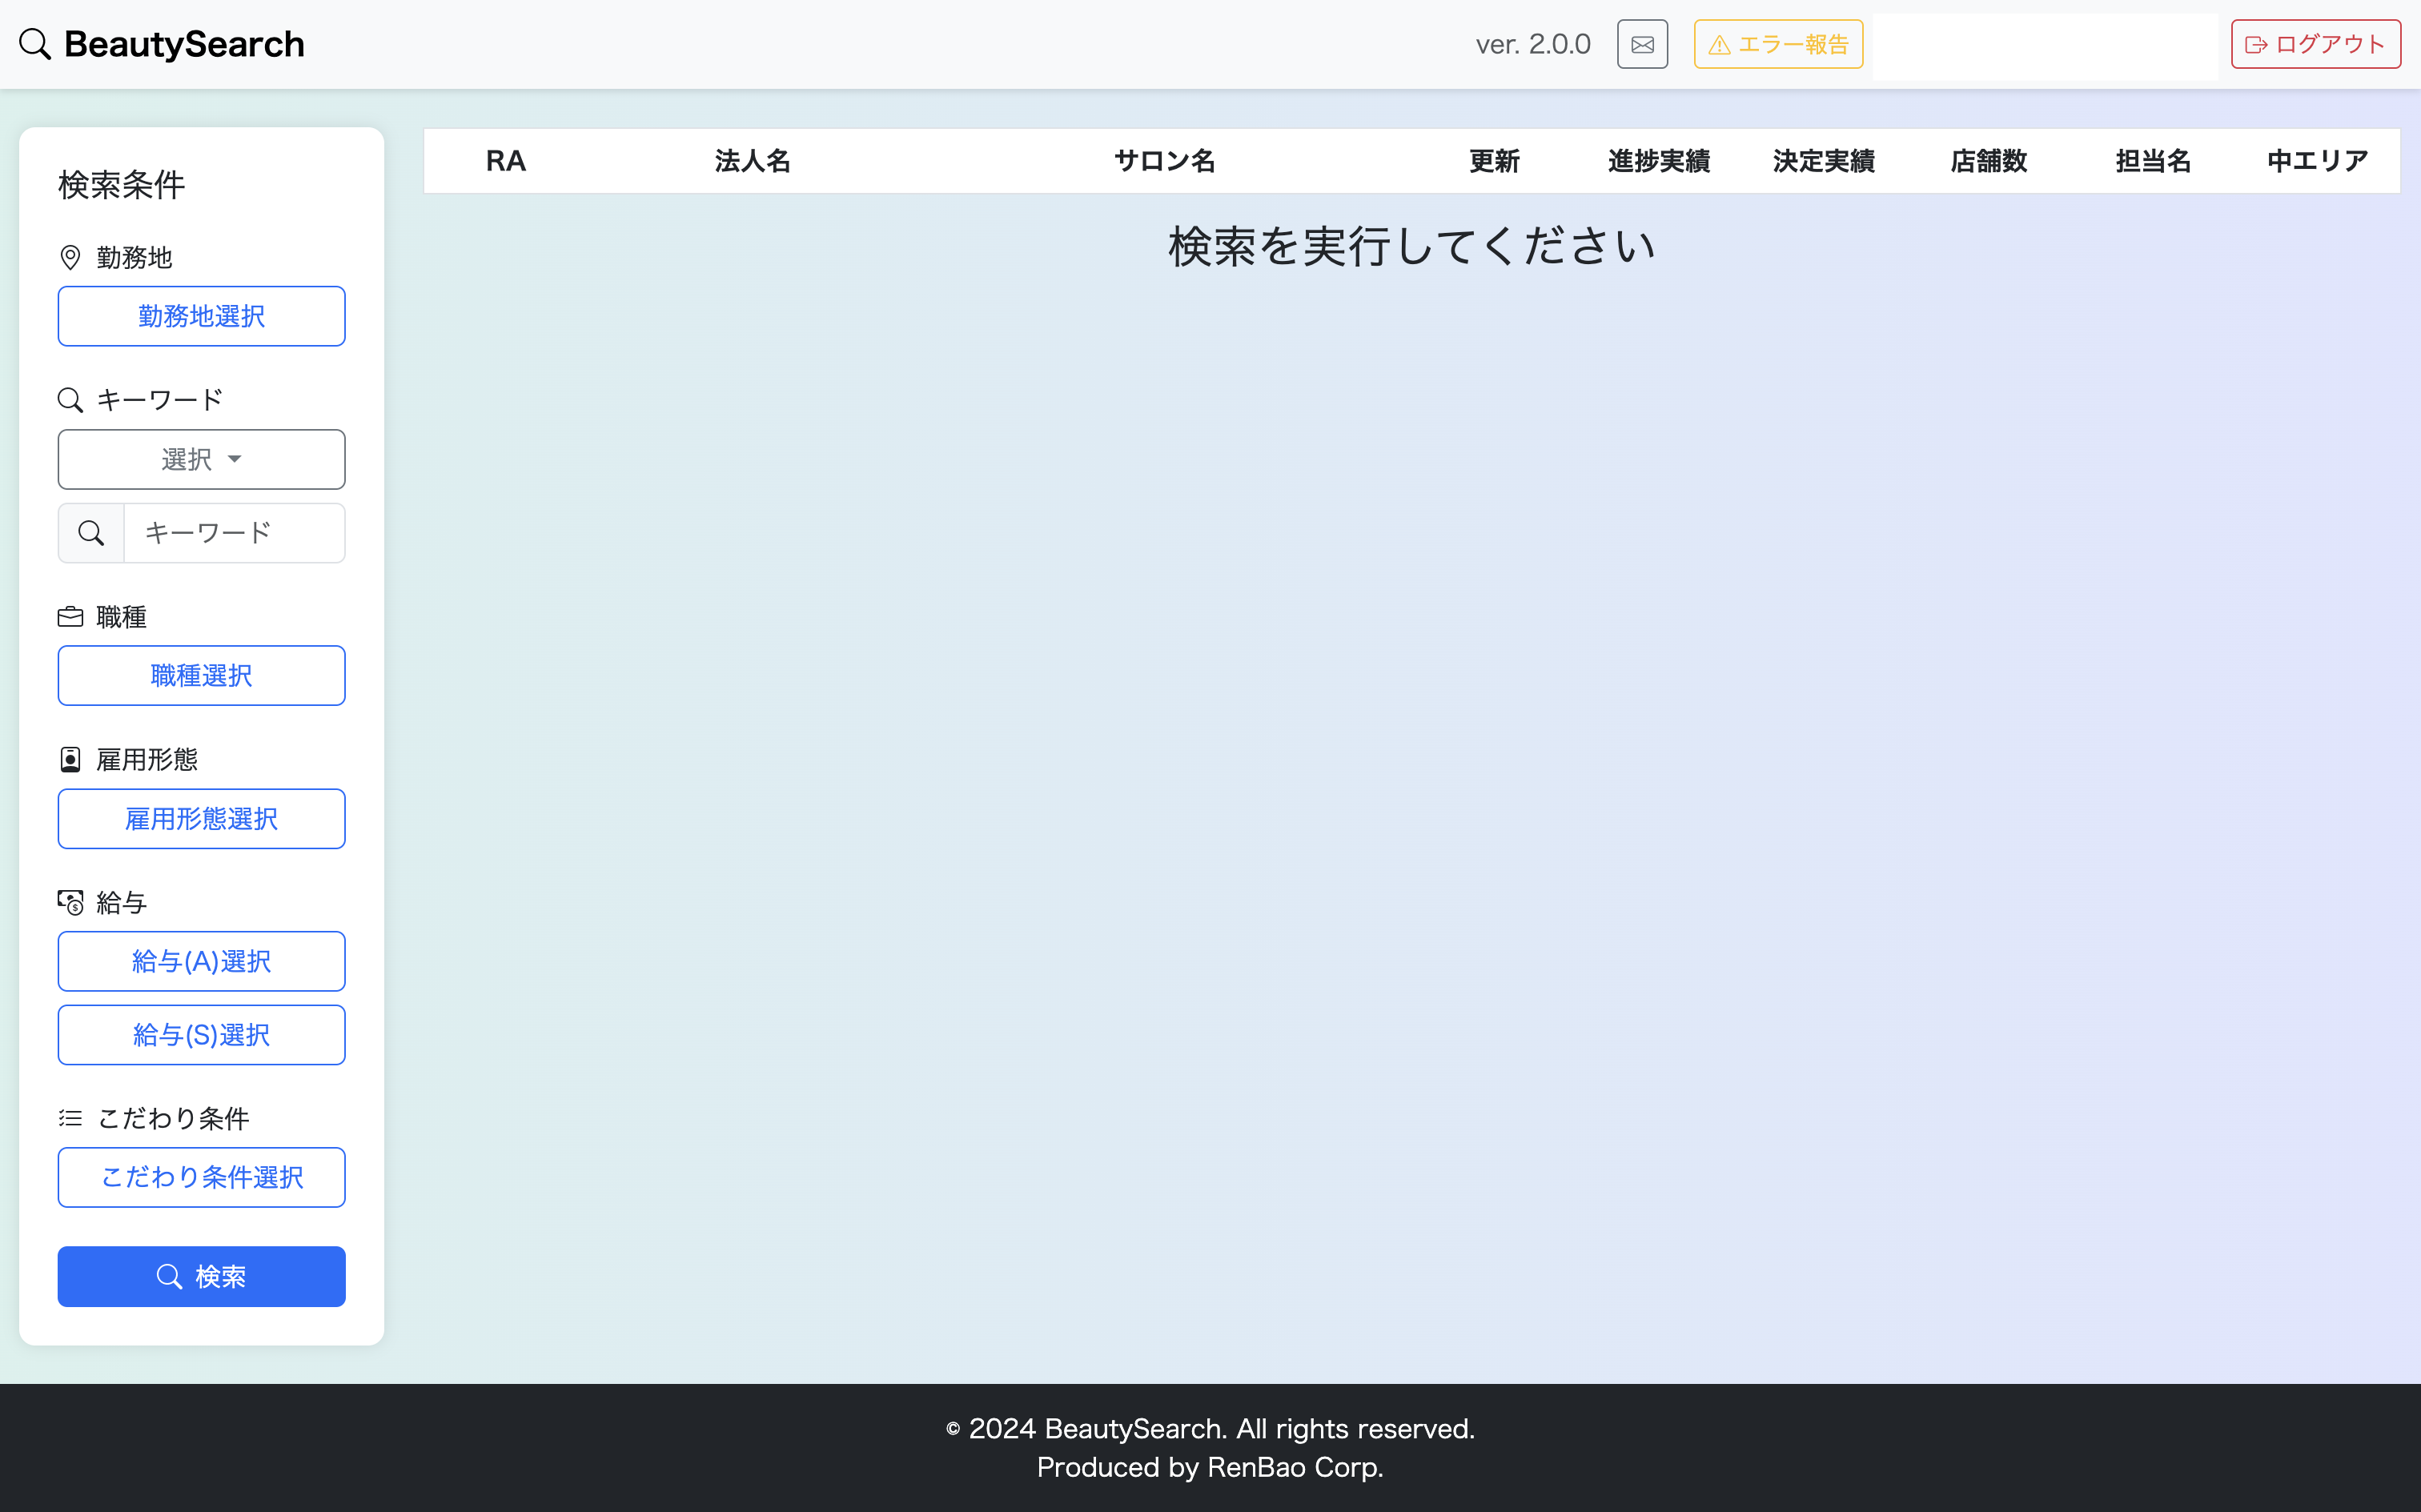 BeautySearch
ver. 2.0.0
エラー報告
ログアウト
検索条件
勤務地
勤務地選択
キーワード
選択
キーワード
職種
職種選択
雇用形態
雇用形態選択
給与
給与(A)選択
給与(S)選択
こだわり条件
こだわり条件選択
検索
RA 法人名 サロン名 更新 進捗実績 決定実績 店舗数 担当名 中エリア
検索を実行してください
© 2024 BeautySearch. All rights reserved.
Produced by RenBao Corp.